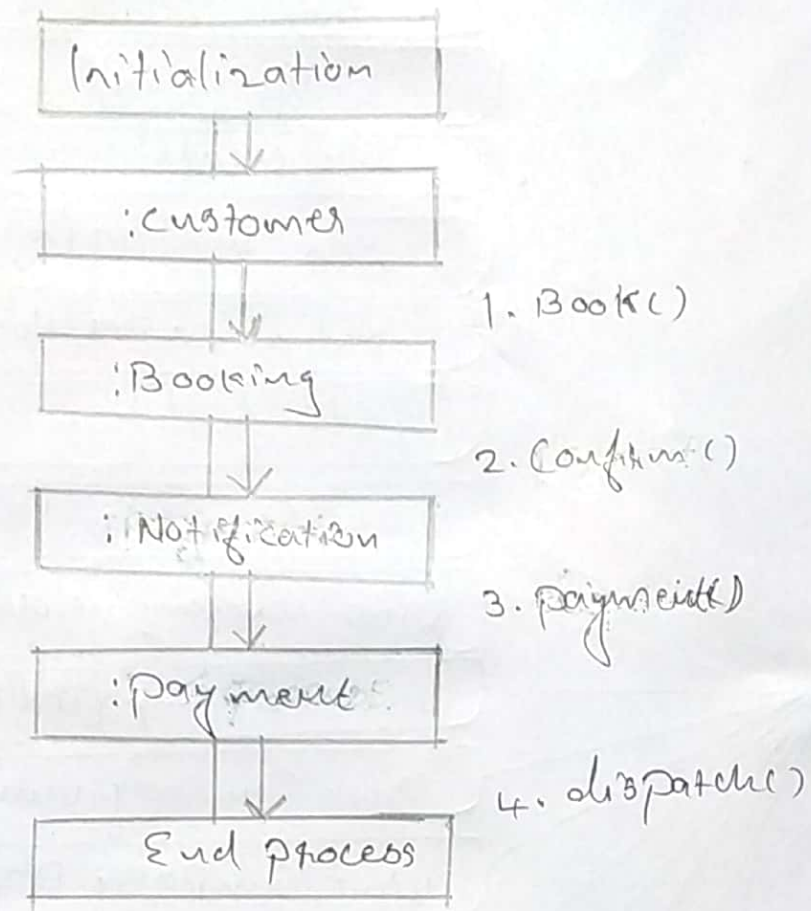 Initialization
:Customer
1. Book()
:Booking
2. Confirm()
:Notification
3. payment()
:payment
4. dispatch()
End process